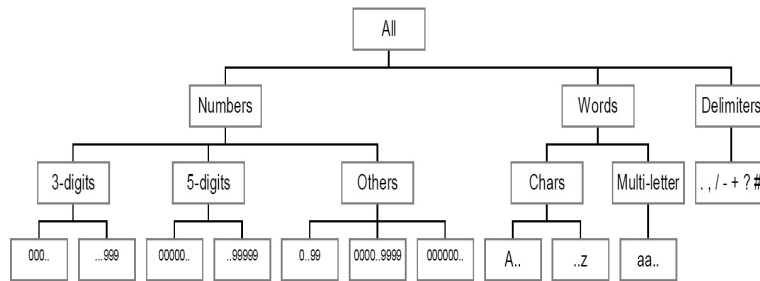 All
Numbers Words Delimiters
3-digits 5-digits Others Chars Multi-letter . , / - + ? #
000.. ...999 00000.. ..99999 0..99 0000..9999 000000.. A.. ..z aa..